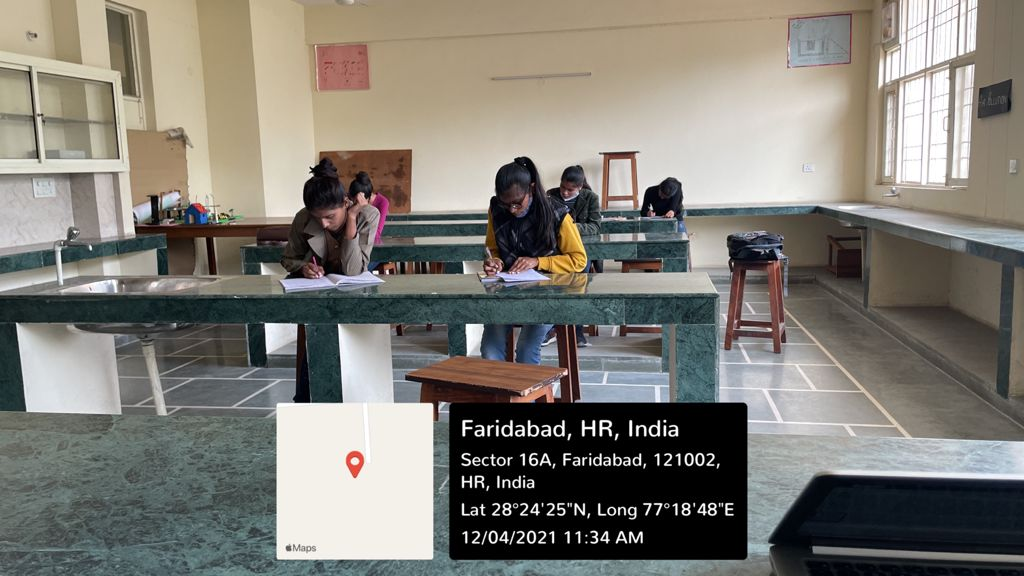 Faridabad, HR, India
Sector 16A, Faridabad, 121002,
HR, India
Lat 28°24'25"N, Long 77°18'48"E
12/04/2021 11:34 AM
Maps